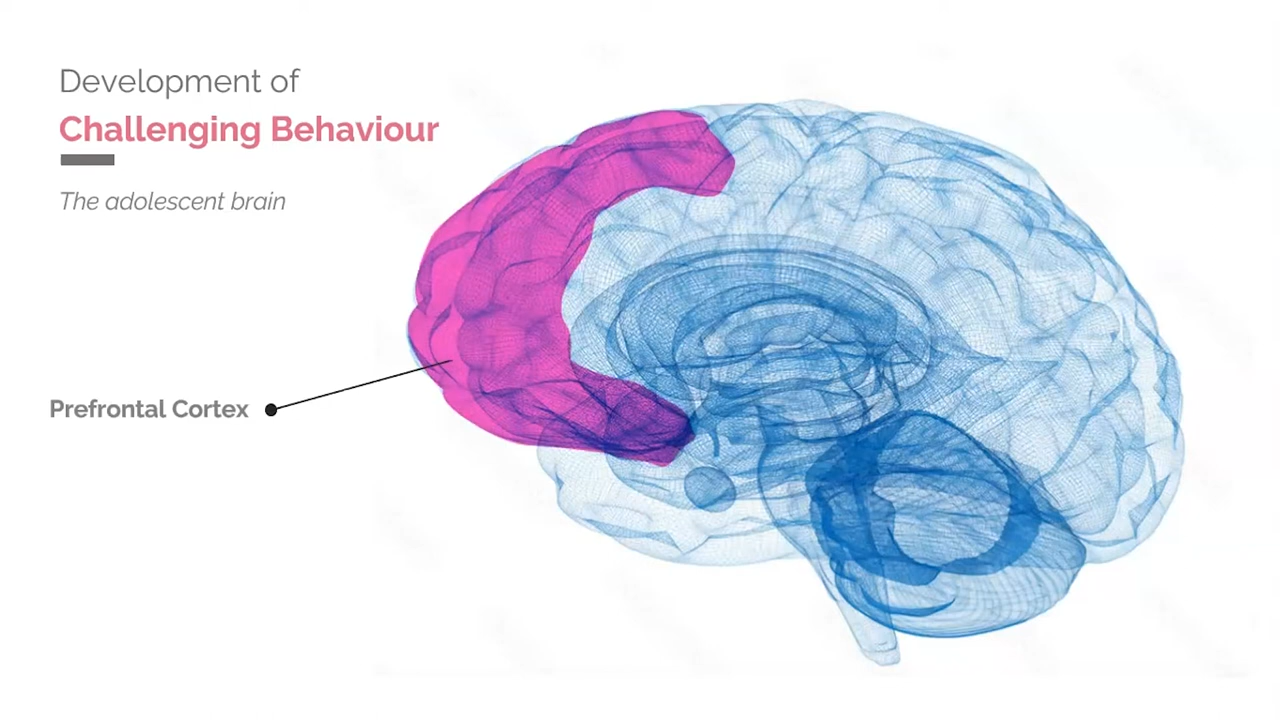 Development of
Challenging Behaviour
The adolescent brain
Prefrontal Cortex